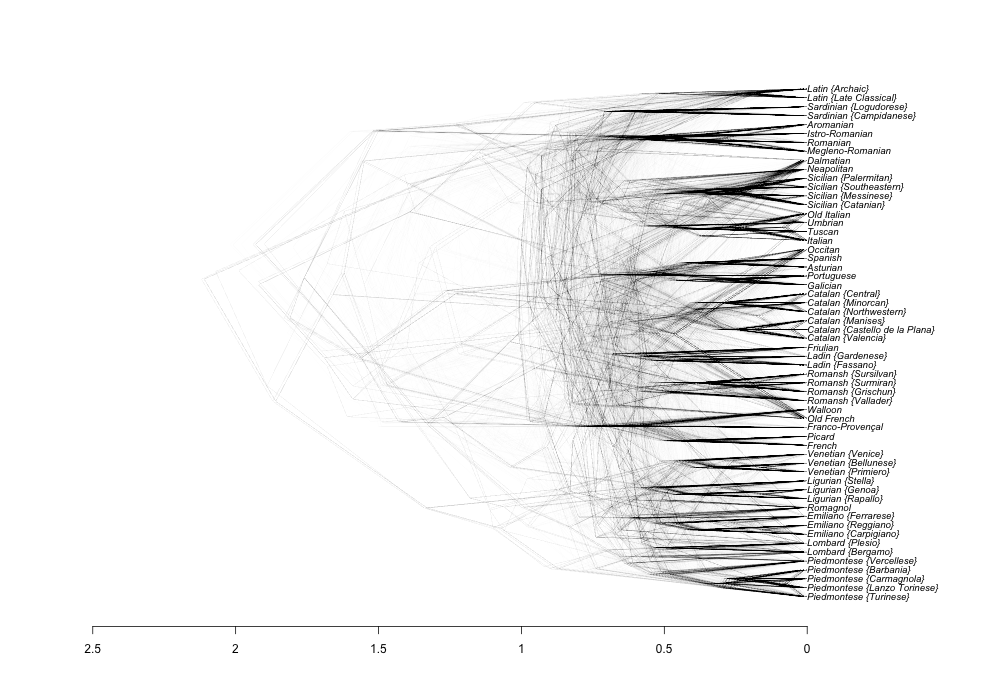 Latin {Archaic}
Latin {Late Classical}
Sardinian {Logudorese}
Sardinian {Campidanese}
Aromanian
Istro-Romanian
Romanian
Megleno-Romanian
Dalmatian
Neapolitan
Sicilian {Palermitan}
Sicilian {Southeastern}
Sicilian {Messinese}
Sicilian {Catanian}
Old Italian
Umbrian
Tuscan
Italian
Occitan
Spanish
Asturian
Portuguese
Galician
Catalan {Central}
Catalan {Minorcan}
Catalan {Northwestern}
Catalan {Manises}
Catalan {Castello de la Plana}
Catalan {Valencia}
Friulian
Ladin {Gardenese}
Ladin {Fassano}
Romansh {Sursilvan}
Romansh {Surmiran}
Romansh {Grischun}
Romansh {Vallader}
Walloon
Old French
Franco-Provençal
Picard
French
Venetian {Venice}
Venetian {Bellunese}
Venetian {Primiero}
Ligurian {Stella}
Ligurian {Genoa}
Ligurian {Rapallo}
Romagnol
Emiliano {Ferrarese}
Emiliano {Reggiano}
Emiliano {Carpigiano}
Lombard {Plesio}
Lombard {Bergamo}
Piedmontese {Vercellese}
Piedmontese {Barbania}
Piedmontese {Carmagnola}
Piedmontese {Lanzo Torinese}
Piedmontese {Turinese}
2.5 2 1.5 1 0.5 0